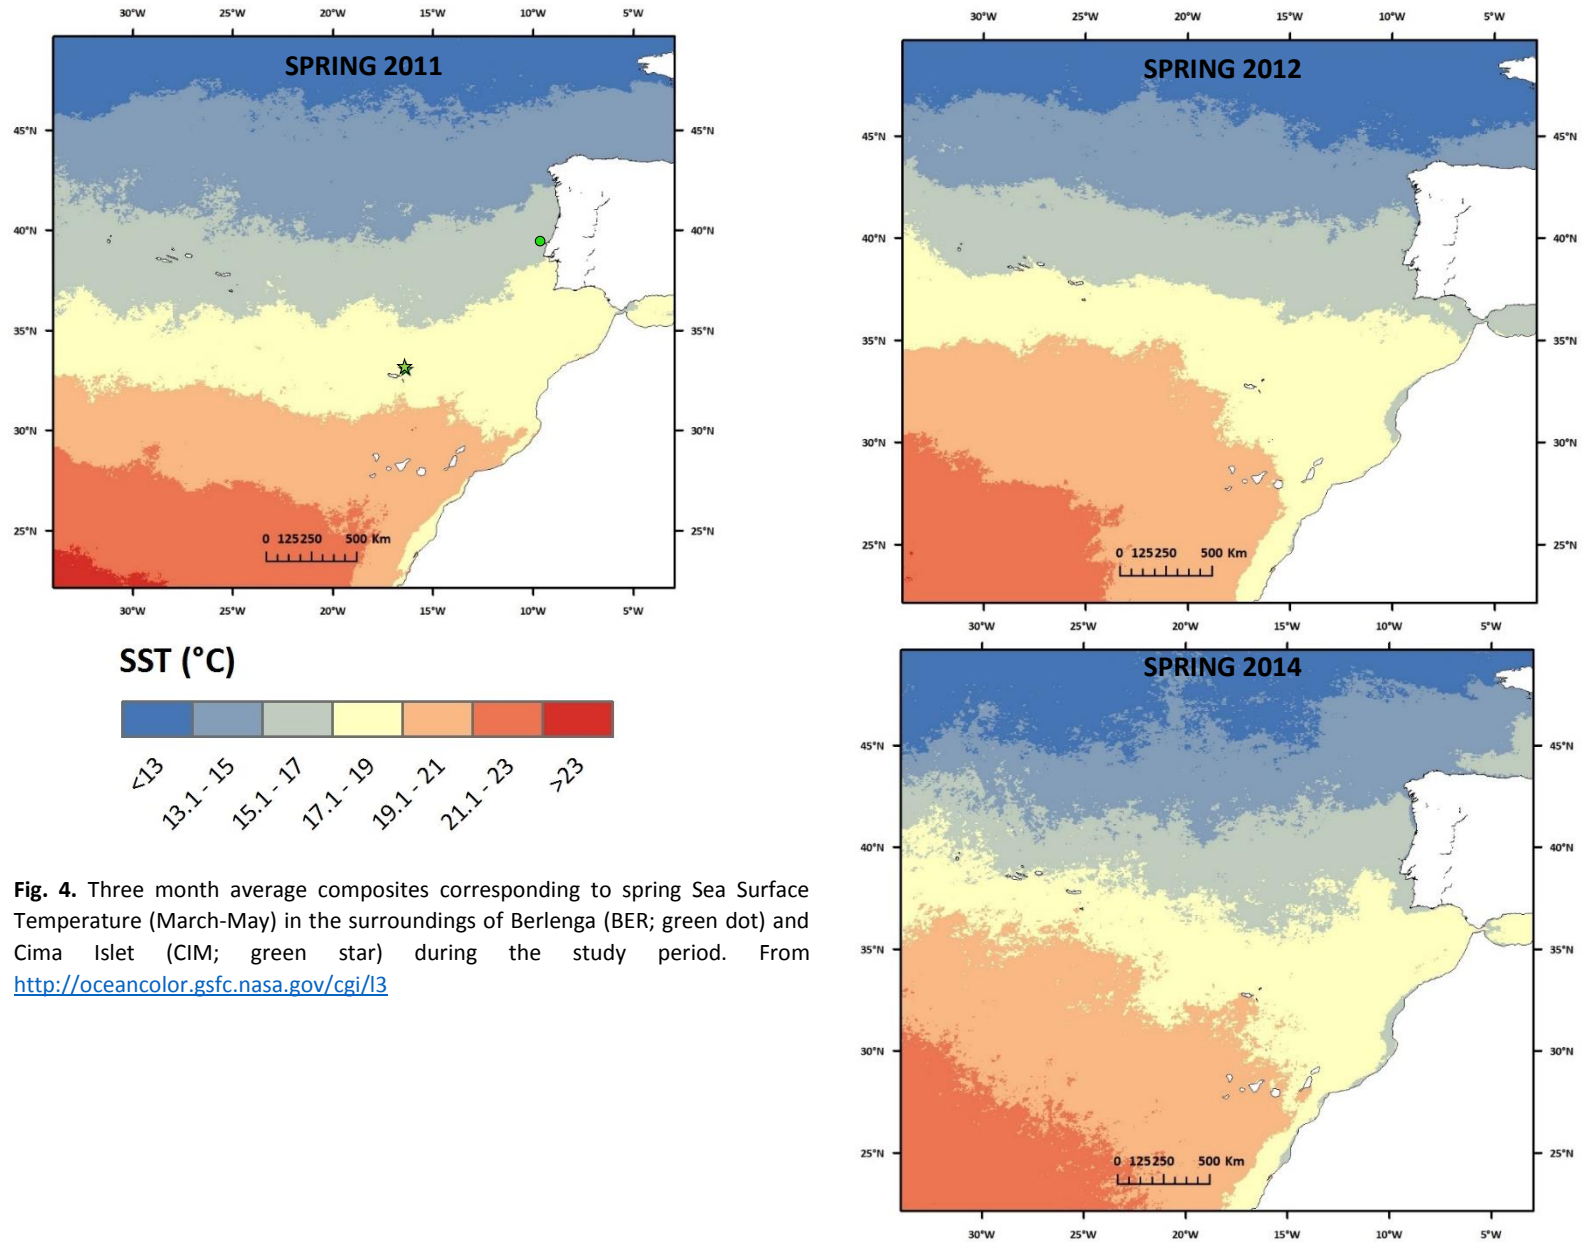 30°W 25°W 20°W 15°W 10°W 5°W
SPRING 2011
45°N 45°N
40°N 40°N
35°N 35°N
30°N 30°N
25°N 25°N
0 125 250 500 Km
30°W 25°W 20°W 15°W 10°W 5°W
30°W 25°W 20°W 15°W 10°W 5°W
SPRING 2012
45°N 45°N
40°N 40°N
35°N 35°N
30°N 30°N
25°N 25°N
0 125 250 500 Km
30°W 25°W 20°W 15°W 10°W 5°W
SST (°C)
<13
13.1 - 15
15.1 - 17
17.1 - 19
19.1 - 21
21.1 - 23
>23
SPRING 2014
45°N 45°N
40°N 40°N
35°N 35°N
30°N 30°N
25°N 25°N
0 125 250 500 Km
30°W 25°W 20°W 15°W 10°W 5°W
Fig. 4. Three month average composites corresponding to spring Sea Surface
Temperature (March-May) in the surroundings of Berlenga (BER; green dot) and
Cima Islet (CIM; green star) during the study period. From
http://oceancolor.gsfc.nasa.gov/cgi/l3